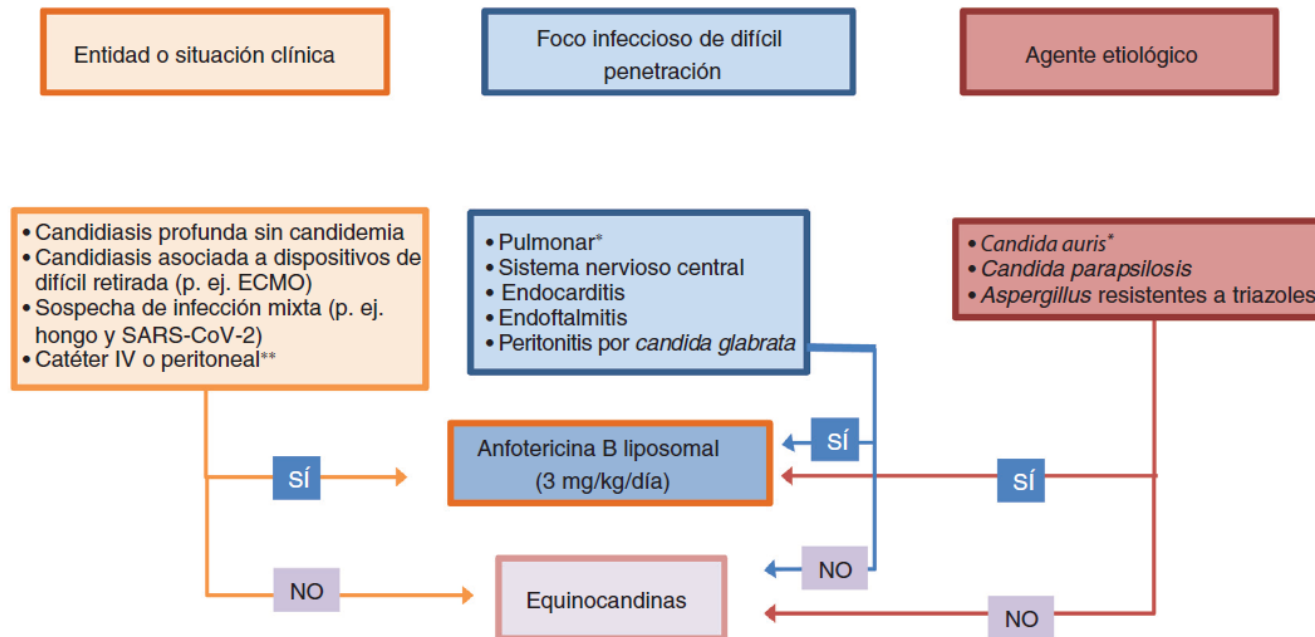 Entidad o situación clínica
Foco infeccioso de difícil
penetración
Agente etiológico
• Candidiasis profunda sin candidemia
• Candidiasis asociada a dispositivos de
difícil retirada (p. ej. ECMO)
• Sospecha de infección mixta (p. ej.
hongo y SARS-CoV-2)
• Catéter IV o peritoneal**
• Pulmonar*
• Sistema nervioso central
• Endocarditis
• Endoftalmitis
• Peritonitis por candida glabrata
• Candida auris*
• Candida parapsilosis
• Aspergillus resistentes a triazoles
Anfotericina B liposomal
(3 mg/kg/día)
SÍ
SÍ
SÍ
Equinocandinas
NO
NO
NO